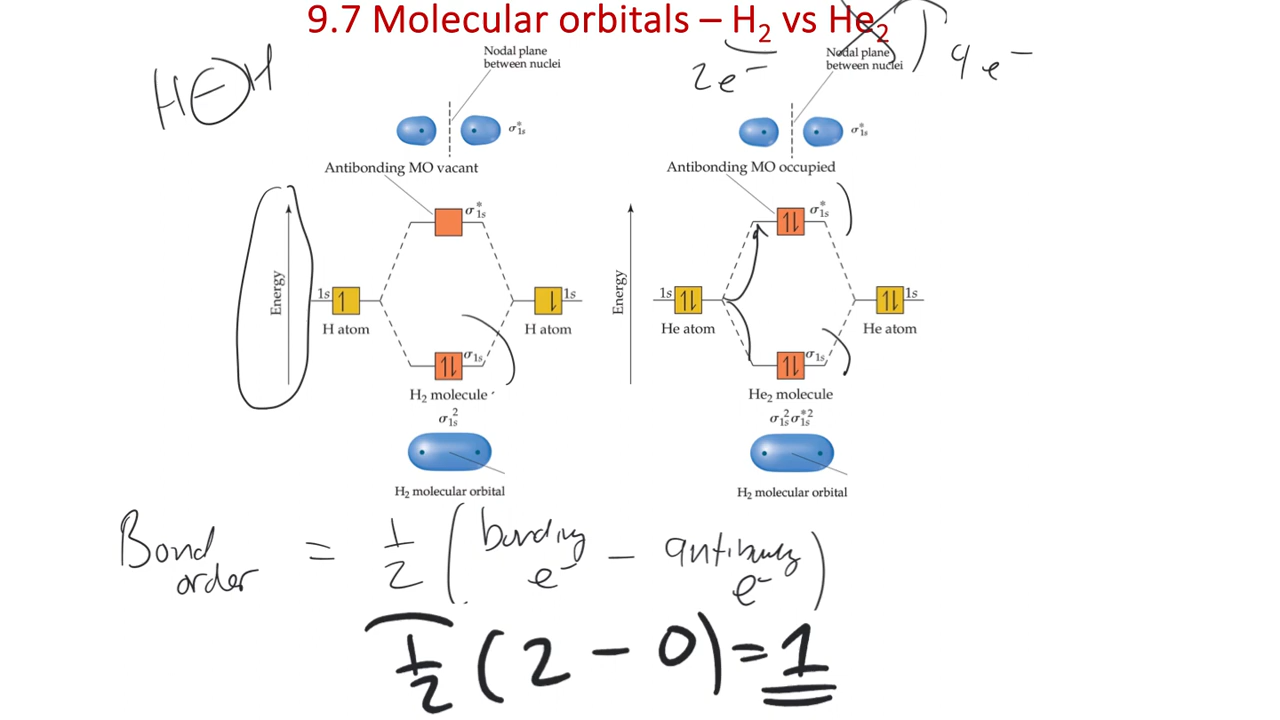 9.7 Molecular orbitals – H2 vs He2
H–H
2e−
4e−
Nodal plane
between nuclei
σ*1s
Antibonding MO vacant
σ*1s
Energy
1s
1s
H atom
H atom
σ1s
H2 molecule
σ1s2
H2 molecular orbital
Nodal plane
between nuclei
σ*1s
Antibonding MO occupied
σ*1s
Energy
1s
1s
He atom
He atom
σ1s
He2 molecule
σ1s2σ1s*2
H2 molecular orbital
Bond order = 1/2 (bonding e− − antibonding e−)
1/2 (2 − 0) = 1